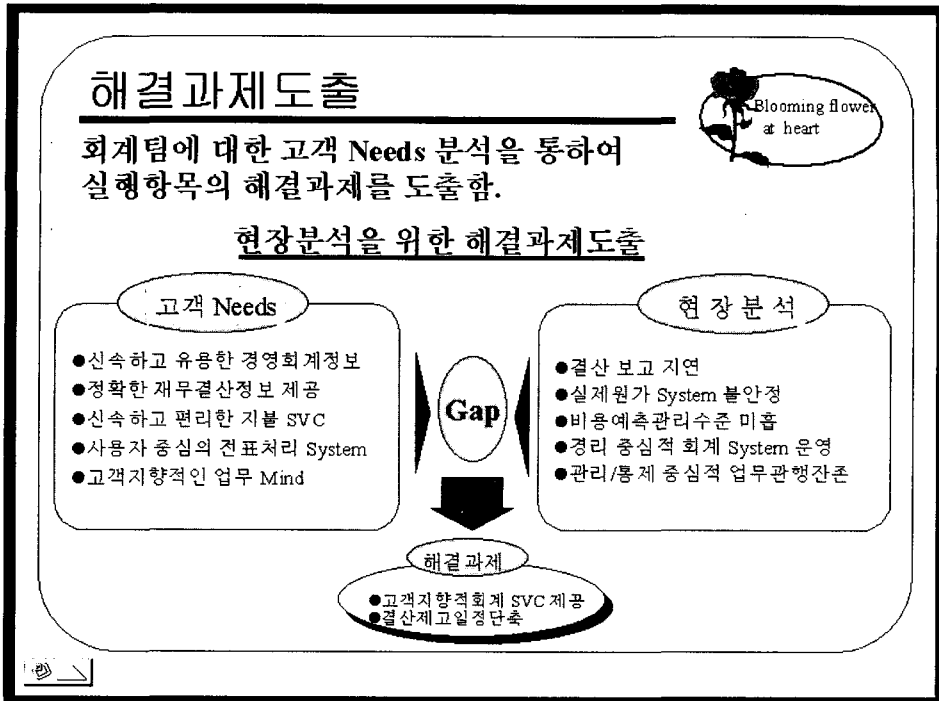 해결과제도출
Blooming flower
at heart
회계팀에 대한 고객 Needs 분석을 통하여
실행항목의 해결과제를 도출함.
현장분석을 위한 해결과제도출
고객 Needs
●신속하고 유용한 경영회계정보
●정확한 재무결산정보 제공
●신속하고 편리한 지불 SVC
●사용자 중심의 전표처리 System
●고객지향적인 업무 Mind
Gap
현 장 분 석
●결산 보고 지연
●실제원가 System 불안정
●비용예측관리수준 미흡
●경리 중심적 회계 System 운영
●관리/통제 중심적 업무관행잔존
해결과제
●고객지향적회계 SVC 제공
●결산제고일정단축